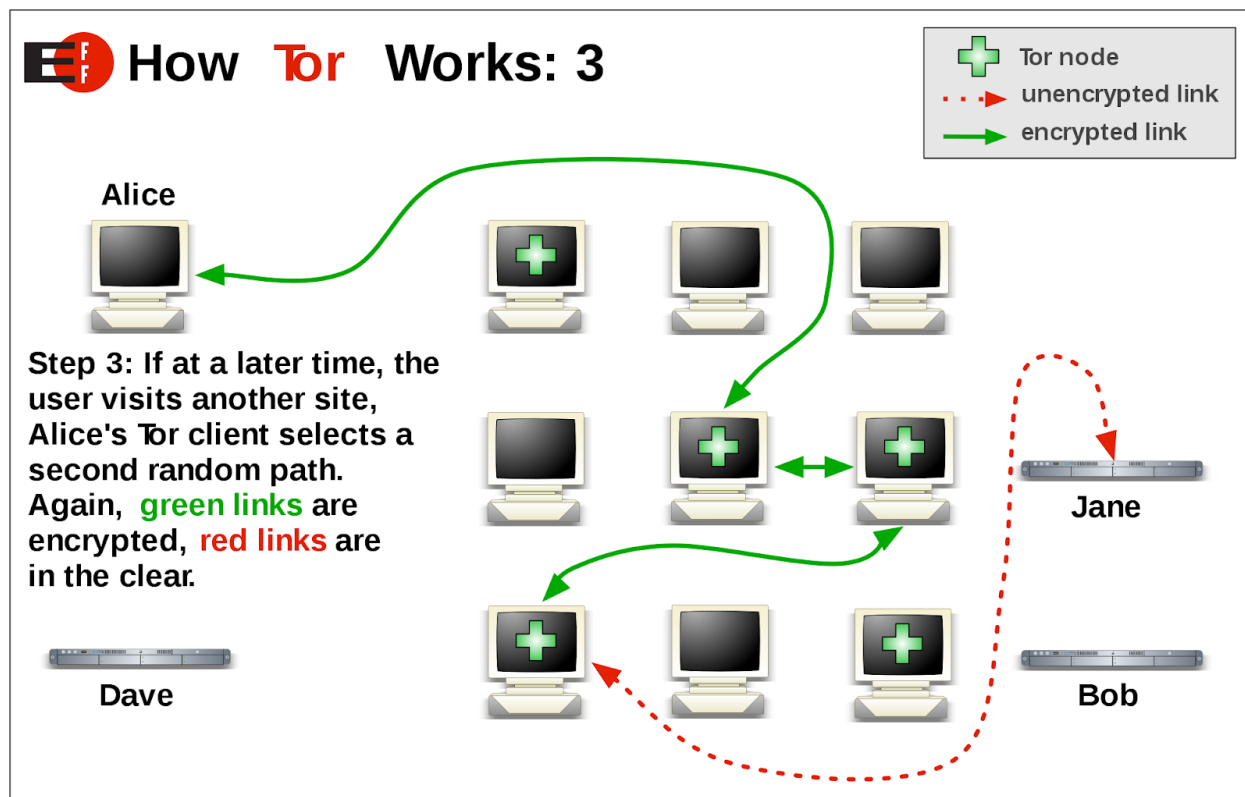 EFF How Tor Works: 3
Tor node
unencrypted link
encrypted link
Alice
Step 3: If at a later time, the
user visits another site,
Alice's Tor client selects a
second random path.
Again, green links are
encrypted, red links are
in the clear.
Jane
Dave
Bob